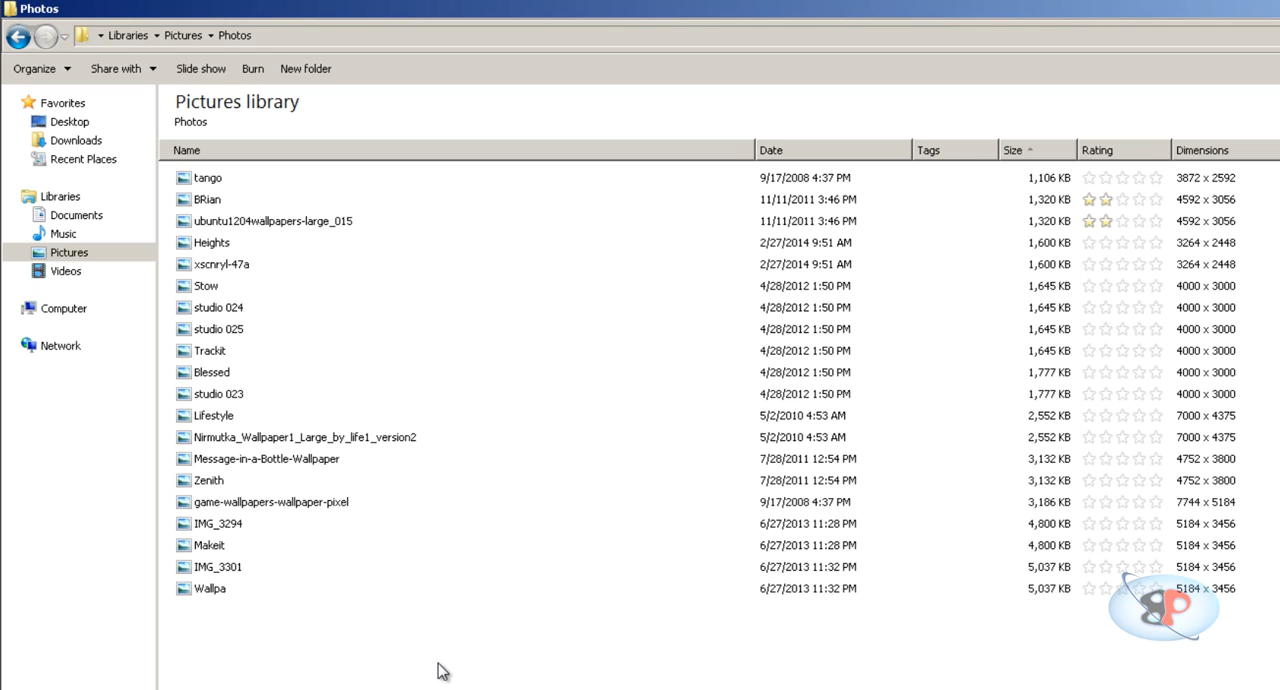 Photos
Libraries Pictures Photos
Organize Share with Slide show Burn New folder
Favorites
Desktop
Downloads
Recent Places
Libraries
Documents
Music
Pictures
Videos
Computer
Network
Pictures library
Photos
Name Date Tags Size Rating Dimensions
tango 9/17/2008 4:37 PM 1,106 KB 3872 x 2592
BRian 11/11/2011 3:46 PM 1,320 KB 4592 x 3056
ubuntu1204wallpapers-large_015 11/11/2011 3:46 PM 1,320 KB 4592 x 3056
Heights 2/27/2014 9:51 AM 1,600 KB 3264 x 2448
xscnryl-47a 2/27/2014 9:51 AM 1,600 KB 3264 x 2448
Stow 4/28/2012 1:50 PM 1,645 KB 4000 x 3000
studio 024 4/28/2012 1:50 PM 1,645 KB 4000 x 3000
studio 025 4/28/2012 1:50 PM 1,645 KB 4000 x 3000
Trackit 4/28/2012 1:50 PM 1,645 KB 4000 x 3000
Blessed 4/28/2012 1:50 PM 1,777 KB 4000 x 3000
studio 023 4/28/2012 1:50 PM 1,777 KB 4000 x 3000
Lifestyle 5/2/2010 4:53 AM 2,552 KB 7000 x 4375
Nirmutka_Wallpaper1_Large_by_life1_version2 5/2/2010 4:53 AM 2,552 KB 7000 x 4375
Message-in-a-Bottle-Wallpaper 7/28/2011 12:54 PM 3,132 KB 4752 x 3800
Zenith 7/28/2011 12:54 PM 3,132 KB 4752 x 3800
game-wallpapers-wallpaper-pixel 9/17/2008 4:37 PM 3,186 KB 7744 x 5184
IMG_3294 6/27/2013 11:28 PM 4,800 KB 5184 x 3456
Makeit 6/27/2013 11:28 PM 4,800 KB 5184 x 3456
IMG_3301 6/27/2013 11:32 PM 5,037 KB 5184 x 3456
Wallpa 6/27/2013 11:32 PM 5,037 KB 5184 x 3456
BP